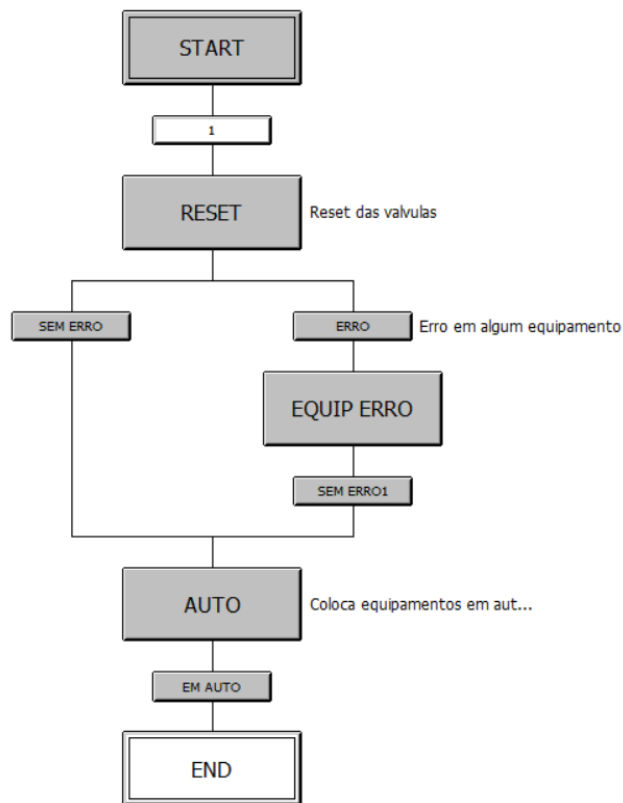 START
1
RESET
Reset das valvulas
SEM ERRO
ERRO
Erro em algum equipamento
EQUIP ERRO
SEM ERRO1
AUTO
Coloca equipamentos em aut...
EM AUTO
END